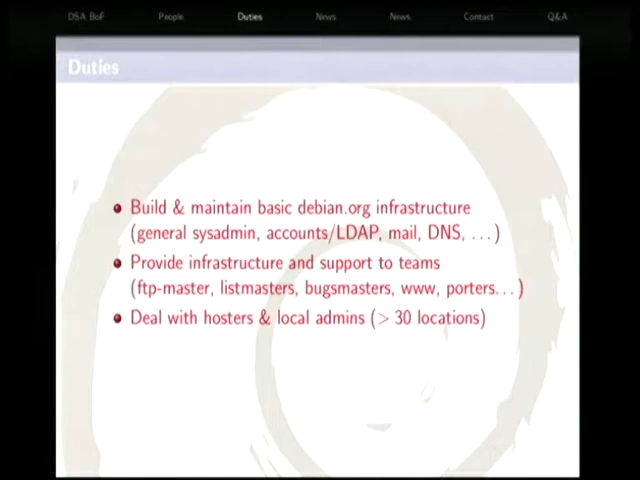 DSA BoF People Duties News News Contact Q&A
Duties
Build & maintain basic debian.org infrastructure
(general sysadmin, accounts/LDAP, mail, DNS, ...)
Provide infrastructure and support to teams
(ftp-master, listmasters, bugsmasters, www, porters...)
Deal with hosters & local admins (> 30 locations)